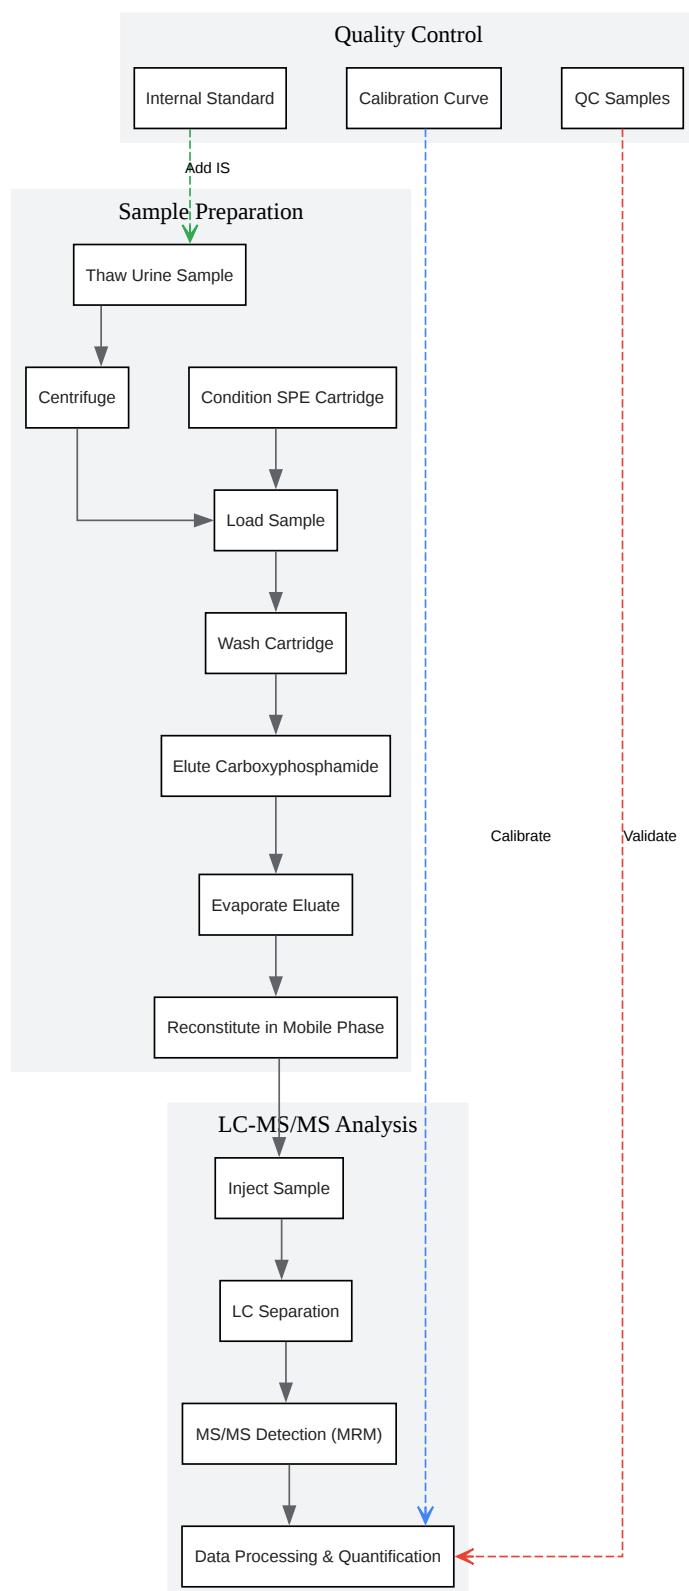 Quality Control
Internal Standard
Calibration Curve
QC Samples
Add IS
Sample Preparation
Thaw Urine Sample
Centrifuge
Condition SPE Cartridge
Load Sample
Wash Cartridge
Elute Carboxyphosphamide
Calibrate
Validate
Evaporate Eluate
Reconstitute in Mobile Phase
LC-MS/MS Analysis
Inject Sample
LC Separation
MS/MS Detection (MRM)
Data Processing & Quantification